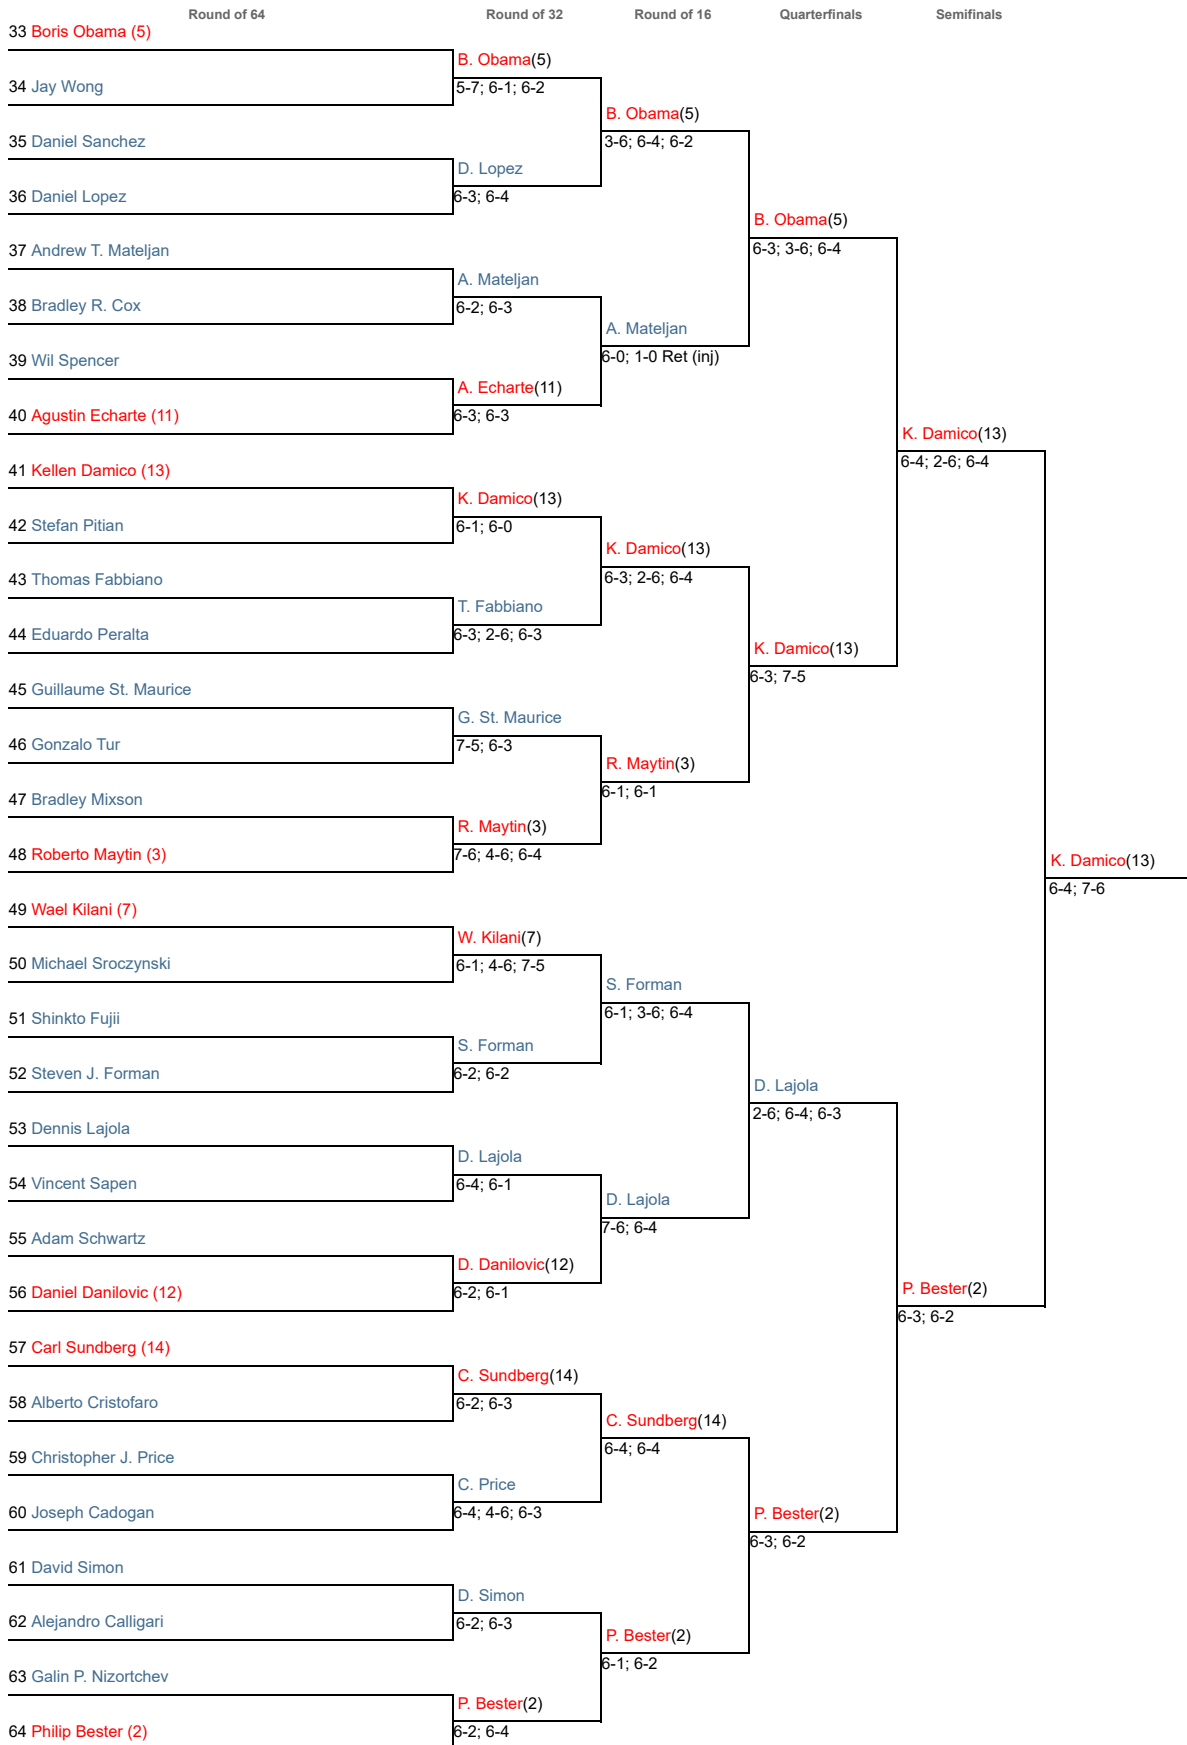 Round of 64
Round of 32
Round of 16
Quarterfinals
Semifinals
33 Boris Obama (5)
B. Obama(5)
34 Jay Wong
5-7; 6-1; 6-2
B. Obama(5)
35 Daniel Sanchez
3-6; 6-4; 6-2
D. Lopez
36 Daniel Lopez
6-3; 6-4
B. Obama(5)
37 Andrew T. Mateljan
6-3; 3-6; 6-4
A. Mateljan
38 Bradley R. Cox
6-2; 6-3
A. Mateljan
39 Wil Spencer
6-0; 1-0 Ret (inj)
A. Echarte(11)
40 Agustin Echarte (11)
6-3; 6-3
K. Damico(13)
41 Kellen Damico (13)
6-4; 2-6; 6-4
K. Damico(13)
42 Stefan Pitian
6-1; 6-0
K. Damico(13)
43 Thomas Fabbiano
6-3; 2-6; 6-4
T. Fabbiano
44 Eduardo Peralta
6-3; 2-6; 6-3
K. Damico(13)
45 Guillaume St. Maurice
6-3; 7-5
G. St. Maurice
46 Gonzalo Tur
7-5; 6-3
R. Maytin(3)
47 Bradley Mixson
6-1; 6-1
R. Maytin(3)
48 Roberto Maytin (3)
7-6; 4-6; 6-4
K. Damico(13)
6-4; 7-6
49 Wael Kilani (7)
W. Kilani(7)
50 Michael Sroczynski
6-1; 4-6; 7-5
S. Forman
51 Shinkto Fujii
6-1; 3-6; 6-4
S. Forman
52 Steven J. Forman
6-2; 6-2
D. Lajola
53 Dennis Lajola
2-6; 6-4; 6-3
D. Lajola
54 Vincent Sapen
6-4; 6-1
D. Lajola
55 Adam Schwartz
7-6; 6-4
D. Danilovic(12)
56 Daniel Danilovic (12)
6-2; 6-1
P. Bester(2)
57 Carl Sundberg (14)
6-3; 6-2
C. Sundberg(14)
58 Alberto Cristofaro
6-2; 6-3
C. Sundberg(14)
59 Christopher J. Price
6-4; 6-4
C. Price
60 Joseph Cadogan
6-4; 4-6; 6-3
P. Bester(2)
61 David Simon
6-3; 6-2
D. Simon
62 Alejandro Calligari
6-2; 6-3
P. Bester(2)
63 Galin P. Nizortchev
6-1; 6-2
P. Bester(2)
64 Philip Bester (2)
6-2; 6-4